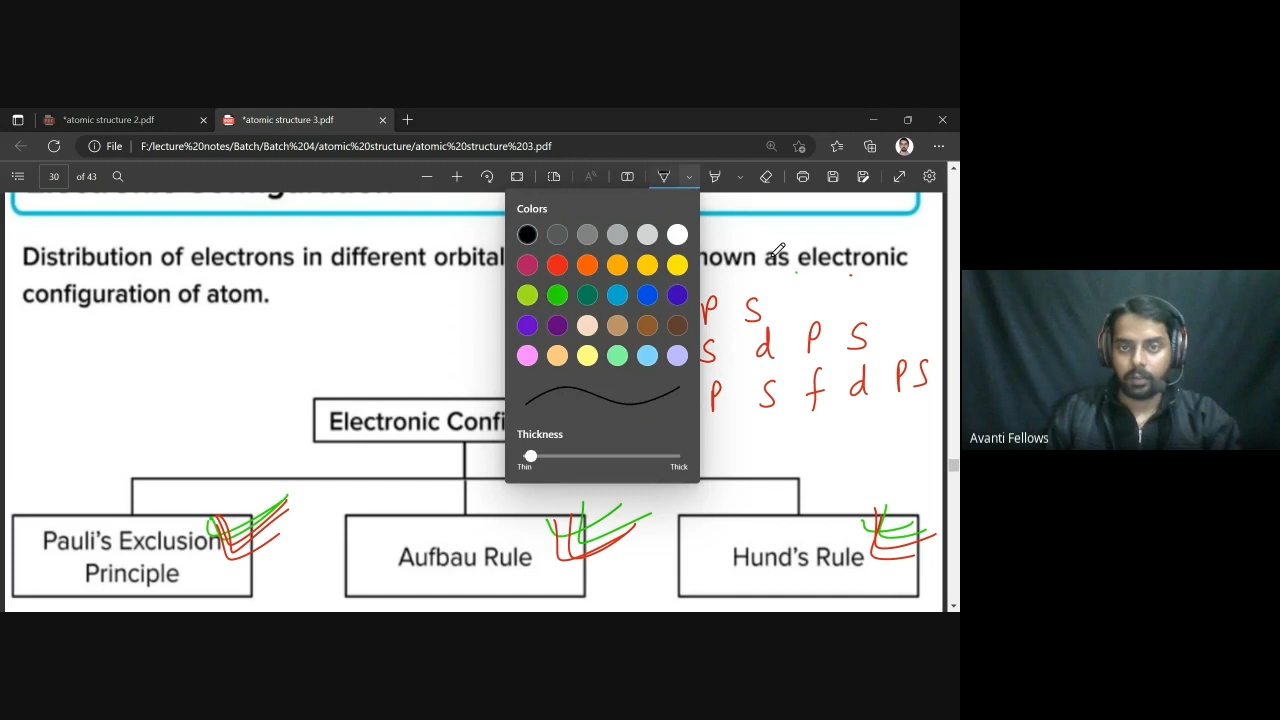 *atomic structure 2.pdf
*atomic structure 3.pdf
File F:/lecture%20notes/Batch/Batch%204/atomic%20structure/atomic%20structure%203.pdf
30 of 43
Distribution of electrons in different orbital nown as electronic
configuration of atom.
Colors
Thickness
Thin Thick
P S
S d P S
P S f d P S
Electronic Confi
Pauli's Exclusion
Principle
Aufbau Rule
Hund's Rule
Avanti Fellows